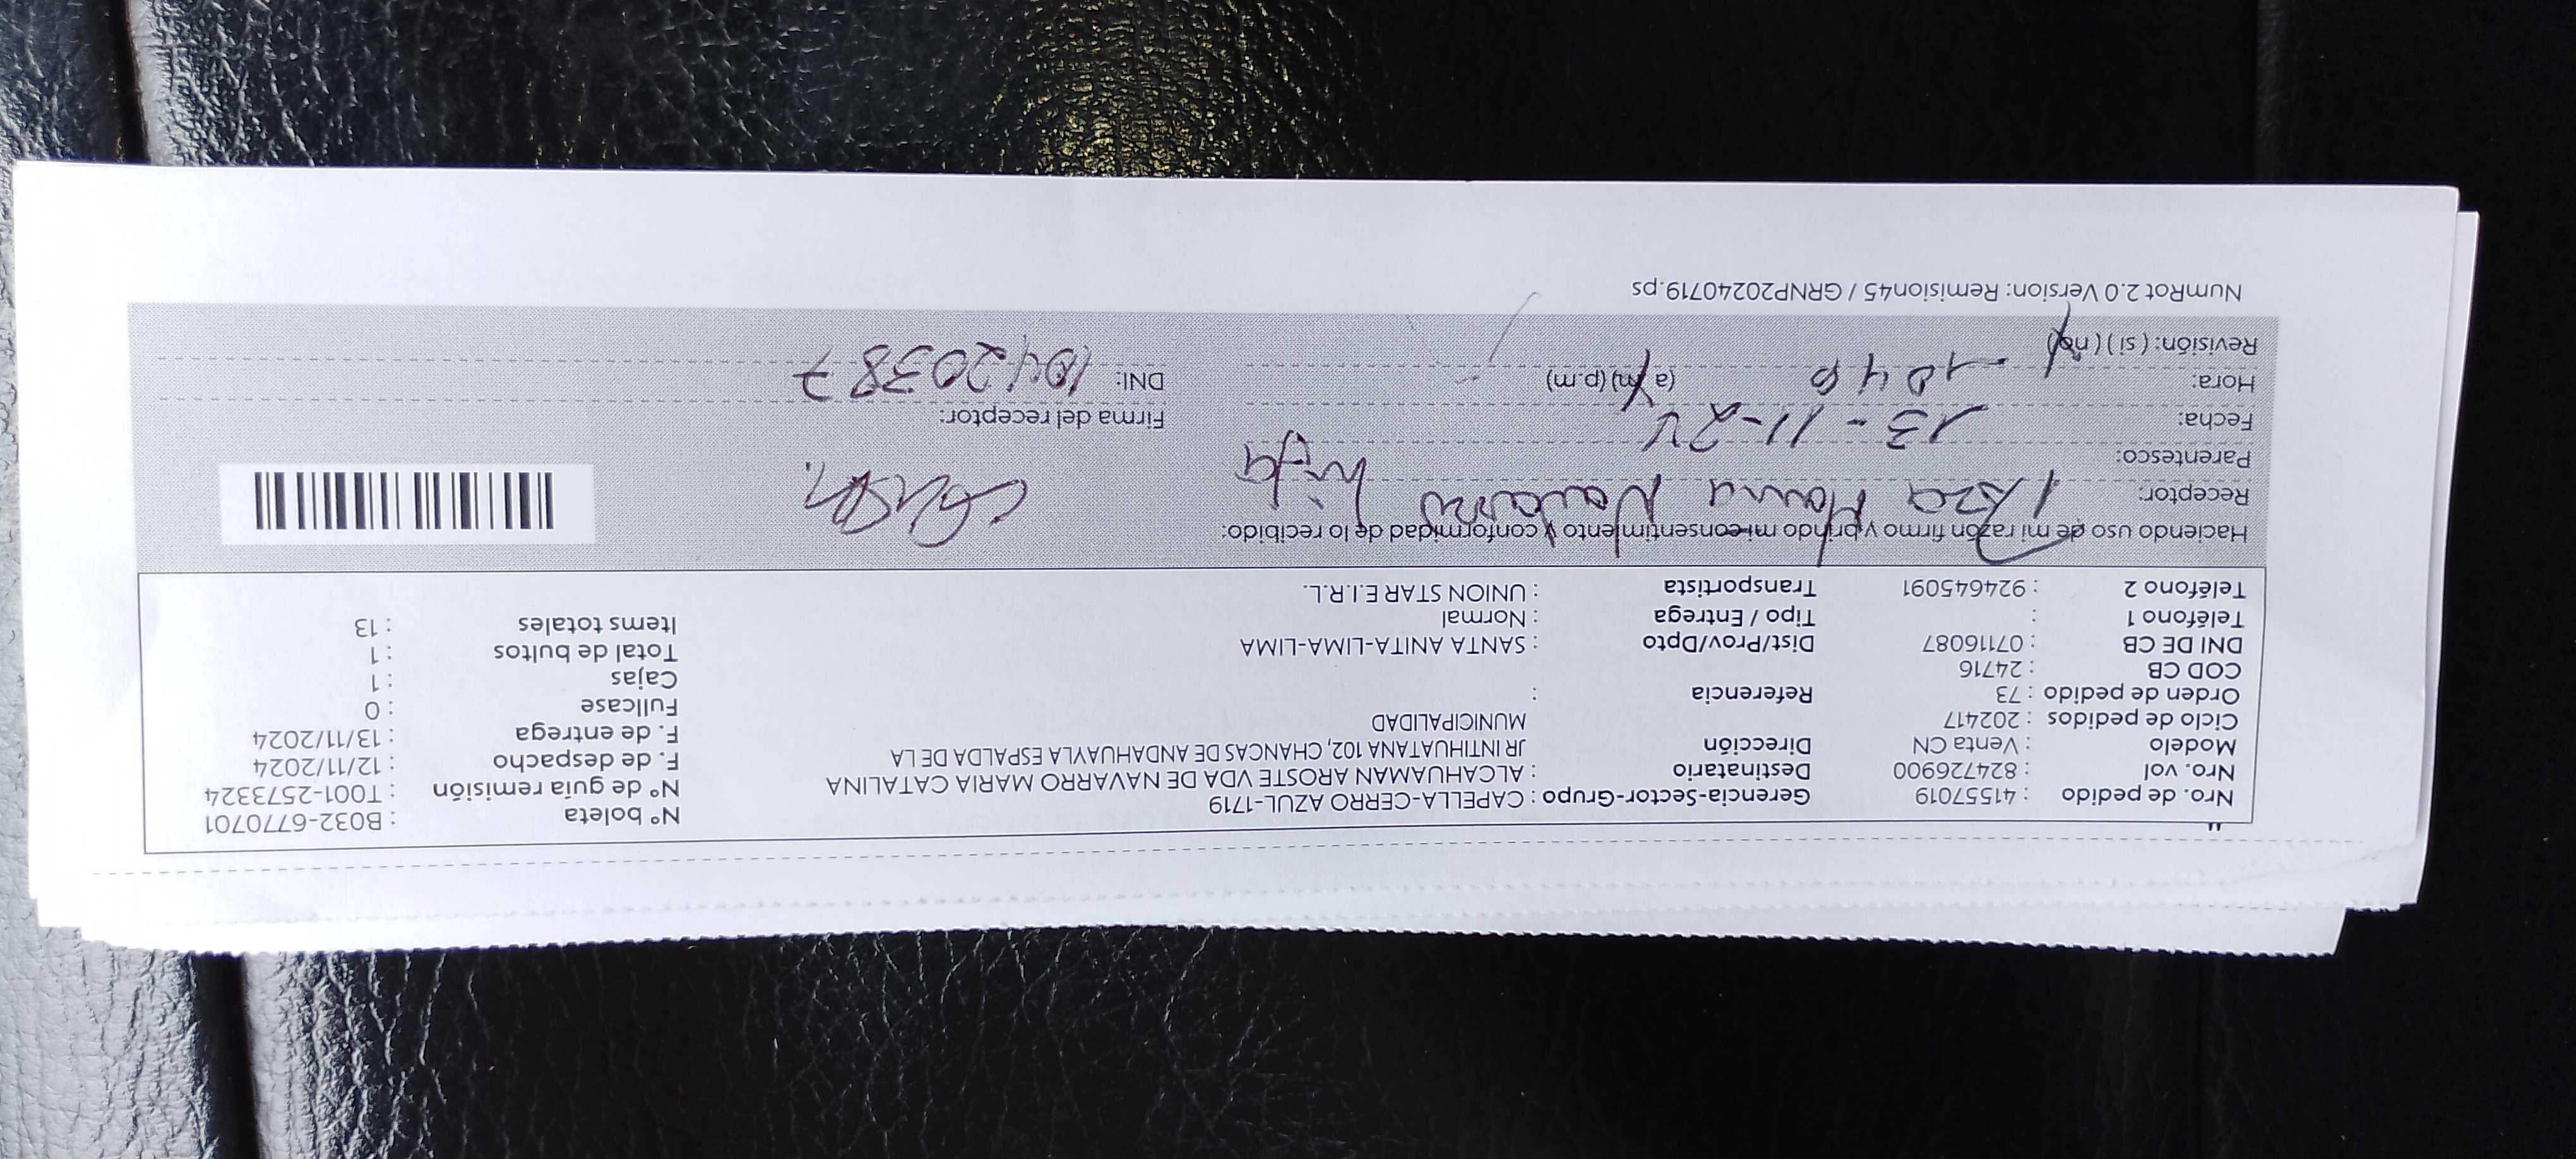 Nro. de pedido : 41557019 Gerencia-Sector-Grupo : CAPELLA-CERRO AZUL-1719 N° boleta : B032-6770701
Nro. vol : 824726900 Destinatario : ALCAHUAMAN AROSTE VDA DE NAVARRO MARIA CATALINA N° de guía remisión : T001-2573324
Modelo : Venta CN Dirección JR INTIHUATANA 102, CHANCAS DE ANDAHUAYLA ESPALDA DE LA F. de despacho : 12/11/2024
Ciclo de pedidos : 202417 MUNICIPALIDAD F. de entrega : 13/11/2024
Orden de pedido : 73 Referencia : Fullcase : 0
COD CB : 24716 Cajas : 1
DNI DE CB : 07116087 Dist/Prov/Dpto : SANTA ANITA-LIMA-LIMA Total de bultos : 1
Teléfono 1 : Tipo / Entrega : Normal Items totales : 13
Teléfono 2 : 924645091 Transportista : UNION STAR E.I.R.L.
Haciendo uso de mi razón firmo y brindo mi consentimiento y conformidad de lo recibido:
Receptor: Navarro hija
Parentesco:
Fecha: 13-11-24 Firma del receptor:
Hora: 10 40 (a m) (p.m) DNI: 10420387
Revisión: ( si ) ( no )
NumRot 2.0 Version: Remision45 / GRNP20240719.ps